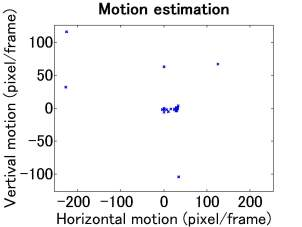 Motion estimation
Vertival motion (pixel/frame)
100
50
0
-50
-100
-200 -100 0 100 200
Horizontal motion (pixel/frame)